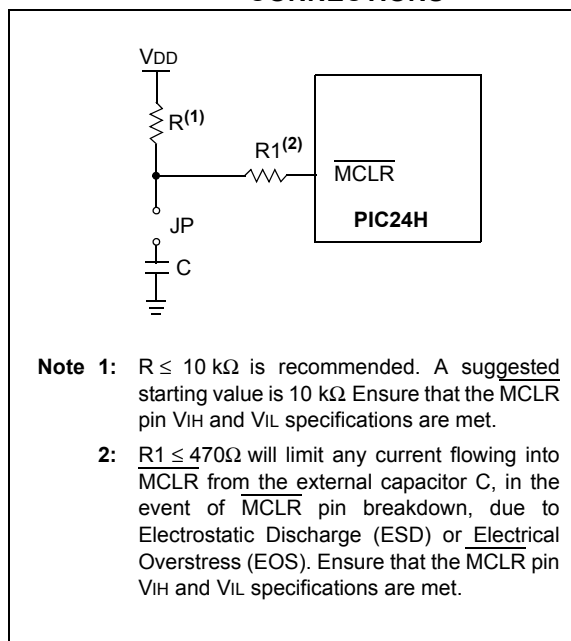 VDD
R(1)
R1(2)
MCLR
JP
PIC24H
C
Note 1: R ≤ 10 kΩ is recommended. A suggested
starting value is 10 kΩ Ensure that the MCLR
pin VIH and VIL specifications are met.
2: R1 ≤ 470Ω will limit any current flowing into
MCLR from the external capacitor C, in the
event of MCLR pin breakdown, due to
Electrostatic Discharge (ESD) or Electrical
Overstress (EOS). Ensure that the MCLR pin
VIH and VIL specifications are met.